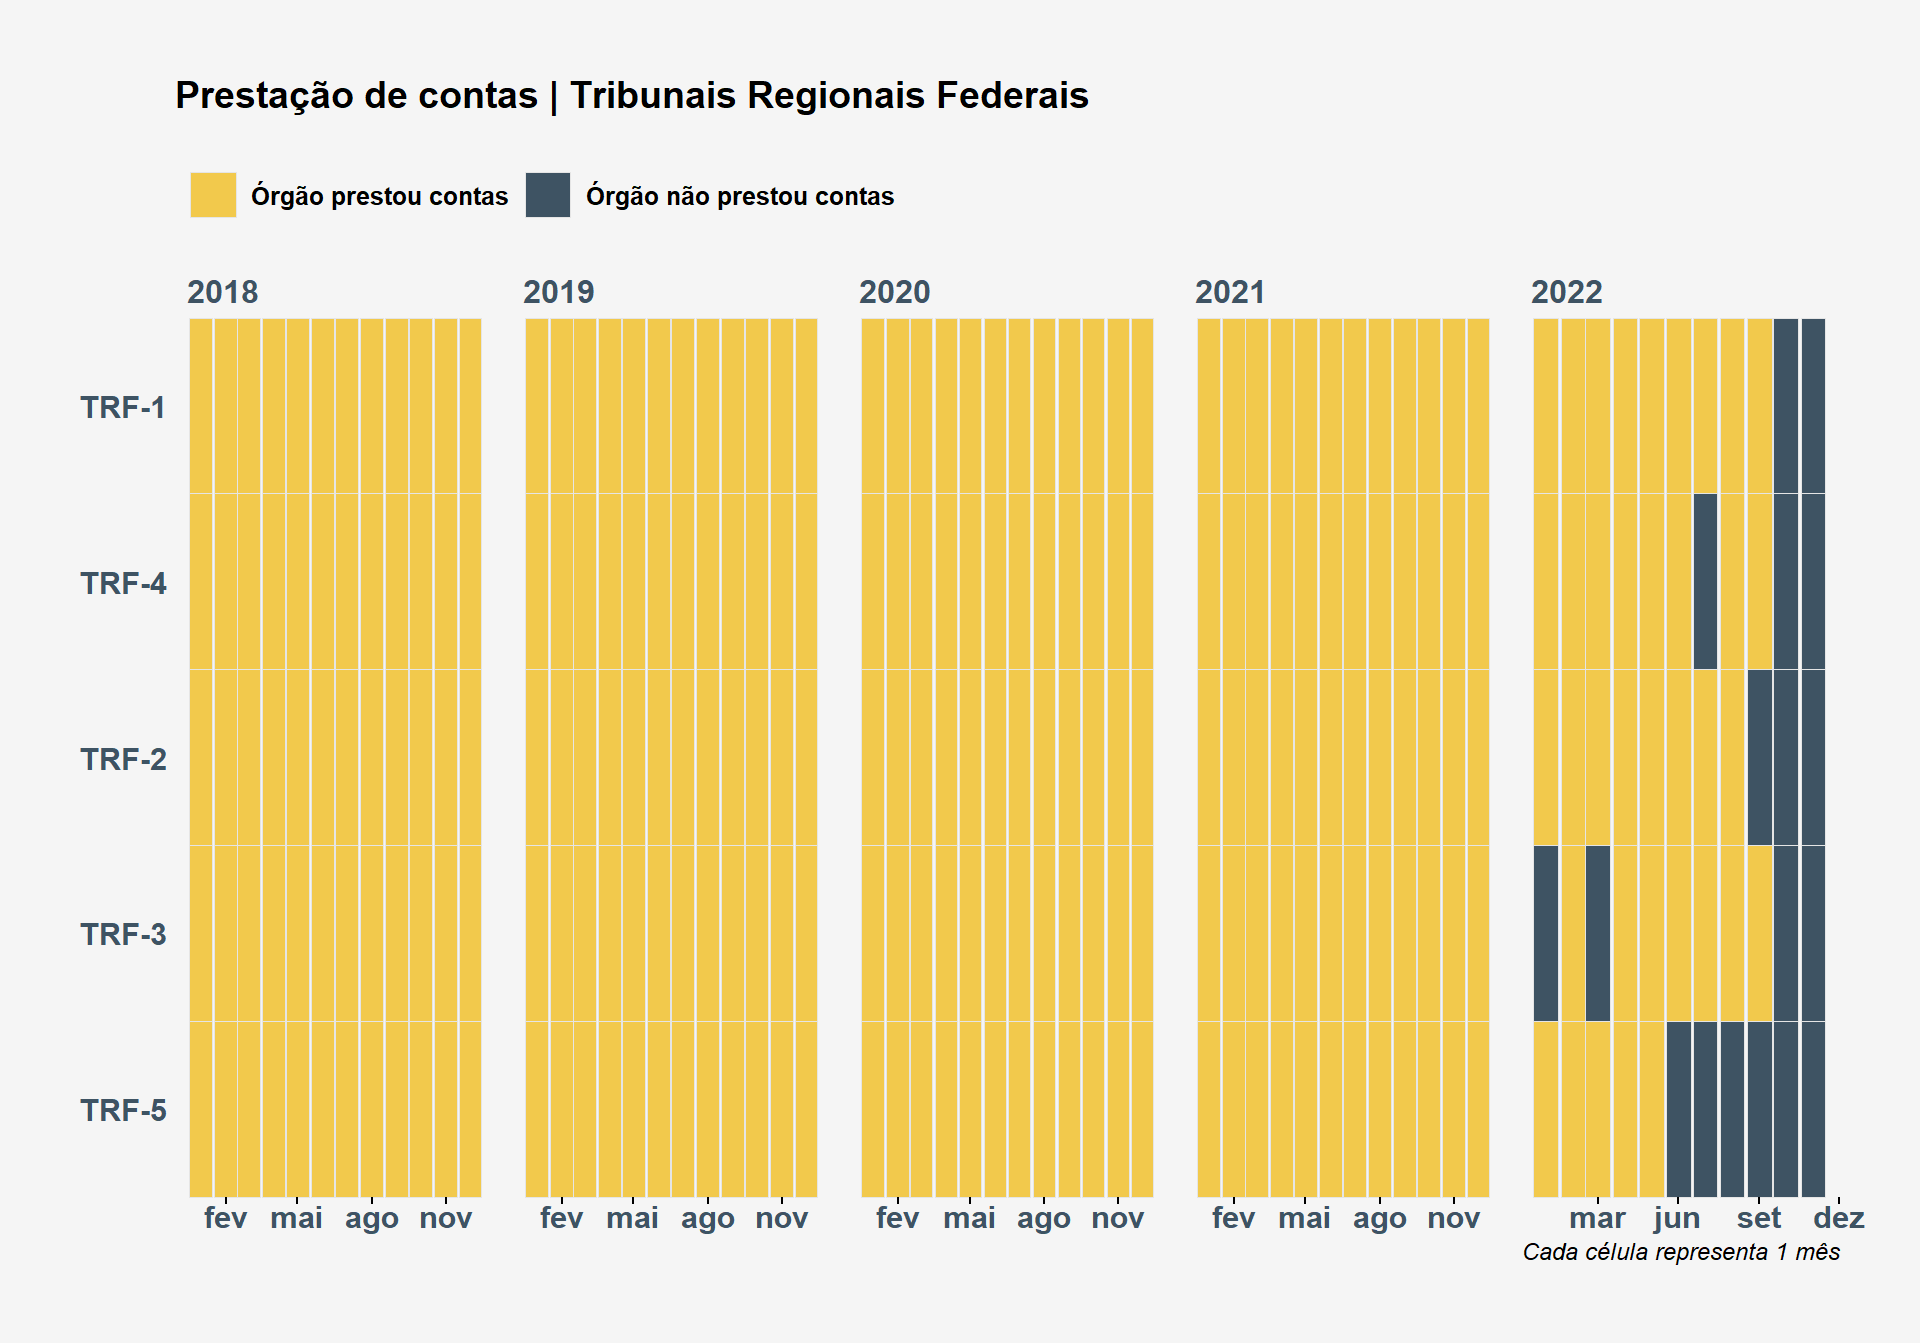 Prestação de contas | Tribunais Regionais Federais
Órgão prestou contas Órgão não prestou contas
2018 2019 2020 2021 2022
TRF-1
TRF-4
TRF-2
TRF-3
TRF-5
fev mai ago nov fev mai ago nov fev mai ago nov fev mai ago nov mar jun set dez
Cada célula representa 1 mês